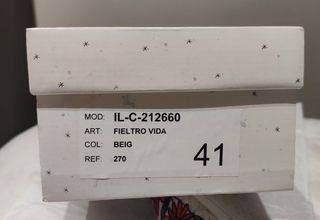 MOD: IL-C-212660
ART: FIELTRO VIDA
COL: BEIG
REF: 270
41